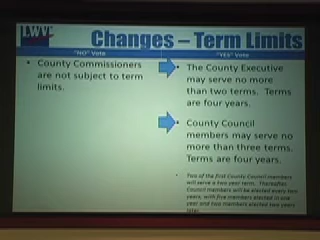 LWV
Changes – Term Limits
"NO" Vote
"YES" Vote
• County Commissioners
are not subject to term
limits.
• The County Executive
may serve no more
than two terms. Terms
are four years.
• County Council
members may serve no
more than three terms.
Terms are four years.
• Two of the first County Council members
will serve a two year term. Thereafter,
Council members will be elected every two
years, with five members elected in one
year and two members elected two years
later.